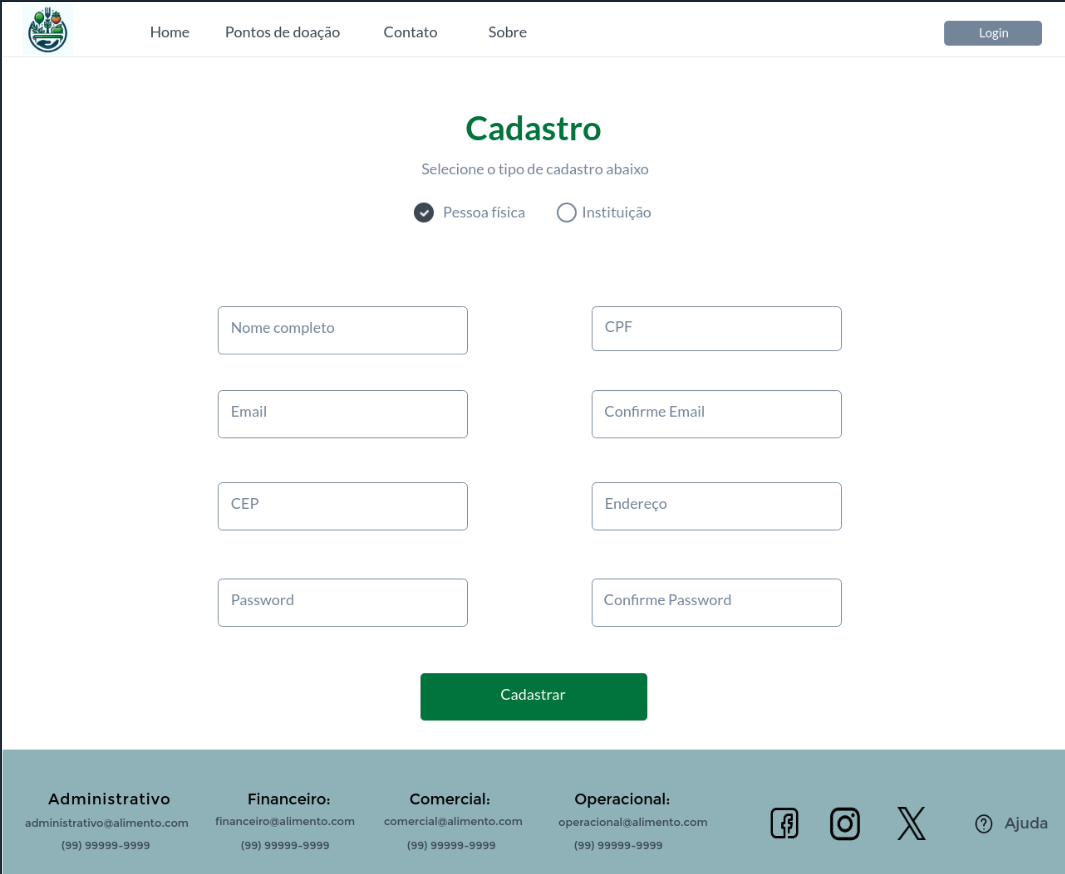 Home Pontos de doação Contato Sobre Login
Cadastro
Selecione o tipo de cadastro abaixo
Pessoa física Instituição
Nome completo CPF
Email Confirme Email
CEP Endereço
Password Confirme Password
Cadastrar
Administrativo Financeiro: Comercial: Operacional:
administrativo@alimento.com financeiro@alimento.com comercial@alimento.com operacional@alimento.com
(99) 99999-9999 (99) 99999-9999 (99) 99999-9999 (99) 99999-9999
Ajuda